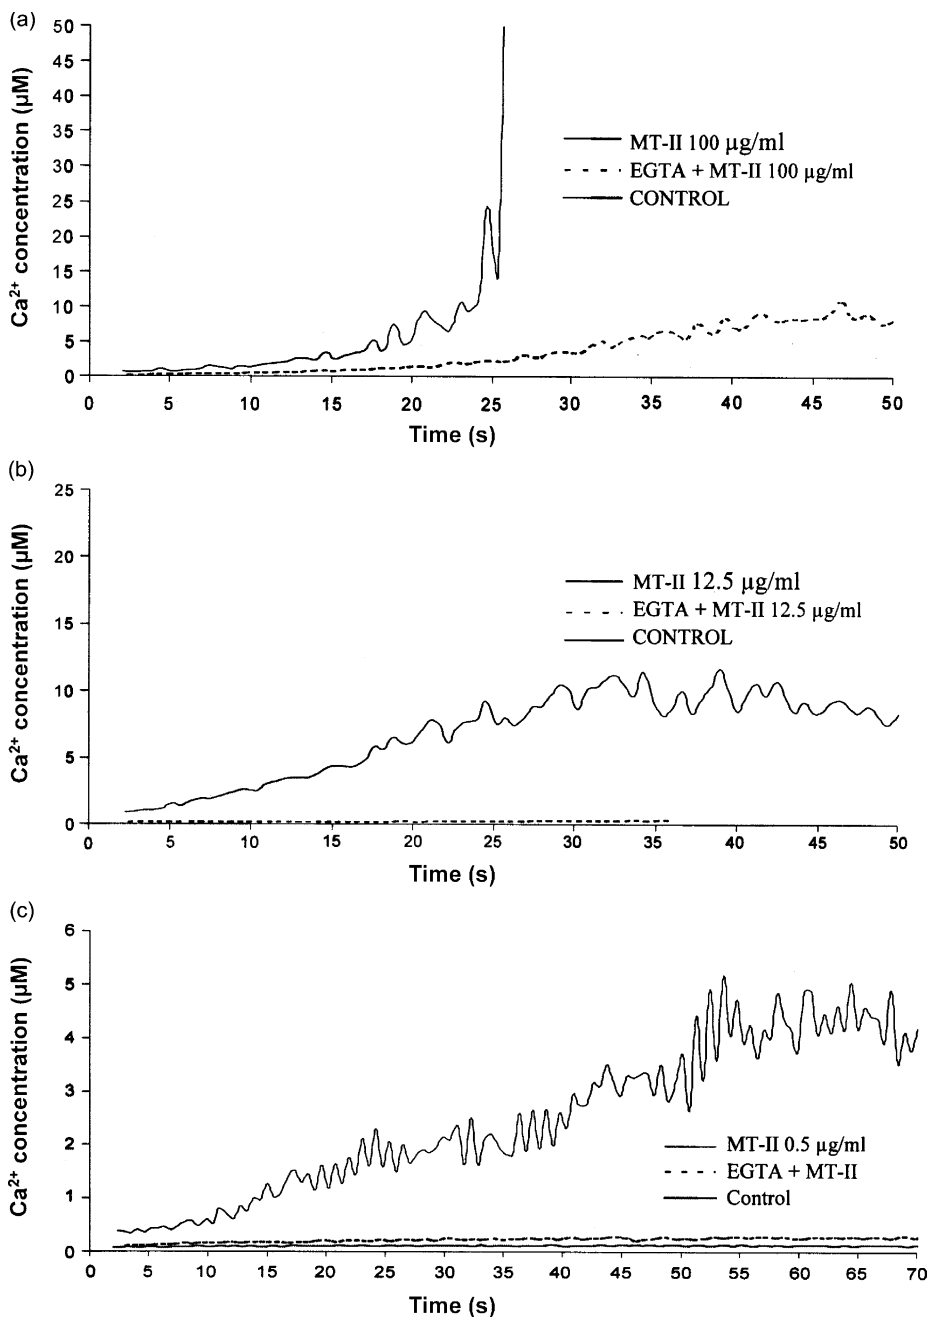 (a)
50
45
40
35
30
25
20
15
10
5
0
Ca²⁺ concentration (µM)
MT-II 100 µg/ml
EGTA + MT-II 100 µg/ml
CONTROL
0 5 10 15 20 25 30 35 40 45 50
Time (s)
(b)
25
20
15
10
5
0
Ca²⁺ concentration (µM)
MT-II 12.5 µg/ml
EGTA + MT-II 12.5 µg/ml
CONTROL
0 5 10 15 20 25 30 35 40 45 50
Time (s)
(c)
6
5
4
3
2
1
0
Ca²⁺ concentration (µM)
MT-II 0.5 µg/ml
EGTA + MT-II
Control
0 5 10 15 20 25 30 35 40 45 50 55 60 65 70
Time (s)